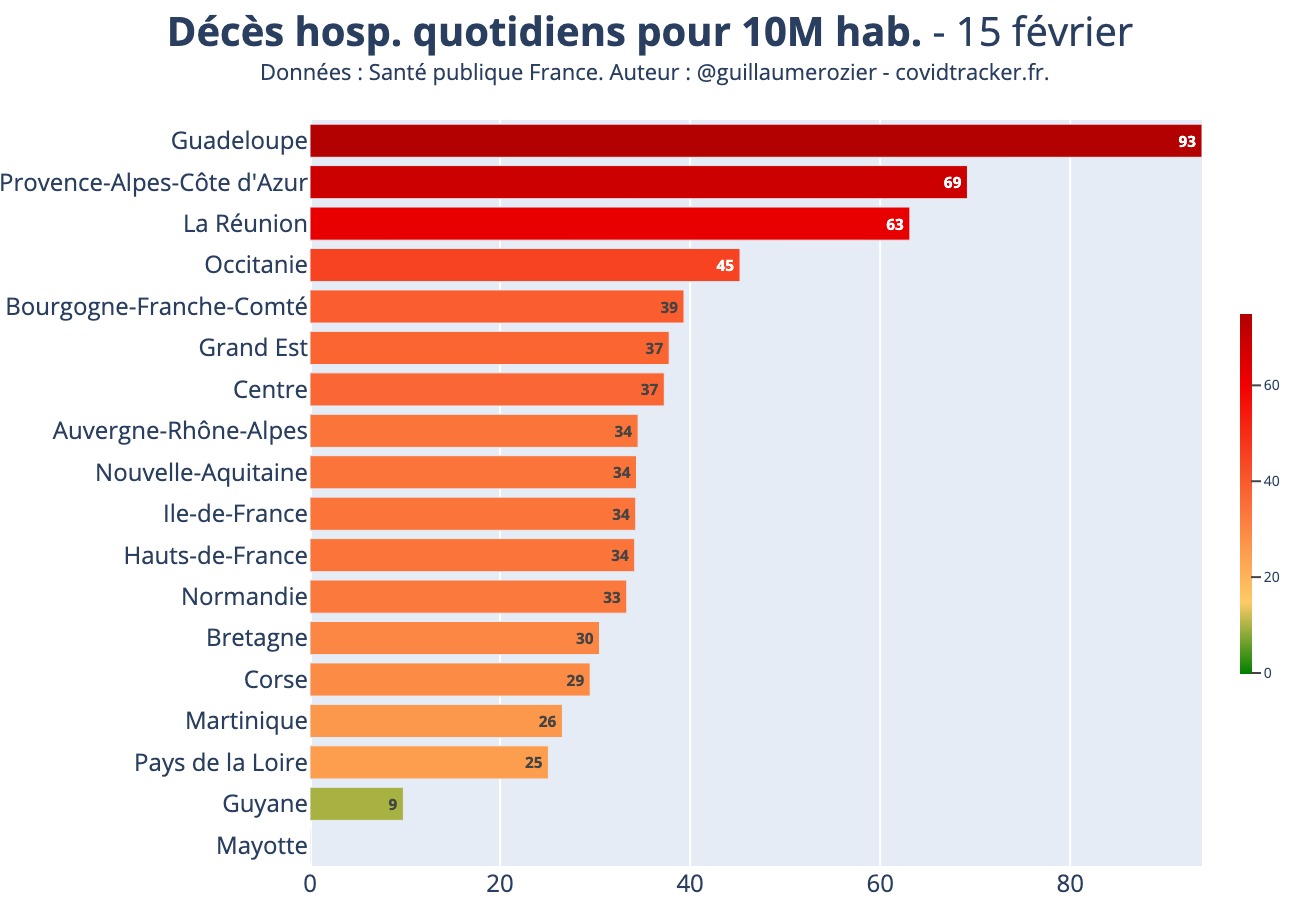 Décès hosp. quotidiens pour 10M hab. - 15 février
Données : Santé publique France. Auteur : @guillaumerozier - covidtracker.fr.
Guadeloupe 93
Provence-Alpes-Côte d'Azur 69
La Réunion 63
Occitanie 45
Bourgogne-Franche-Comté 39
Grand Est 37
Centre 37
Auvergne-Rhône-Alpes 34
Nouvelle-Aquitaine 34
Ile-de-France 34
Hauts-de-France 34
Normandie 33
Bretagne 30
Corse 29
Martinique 26
Pays de la Loire 25
Guyane 9
Mayotte
0 20 40 60 80
60
40
20
0